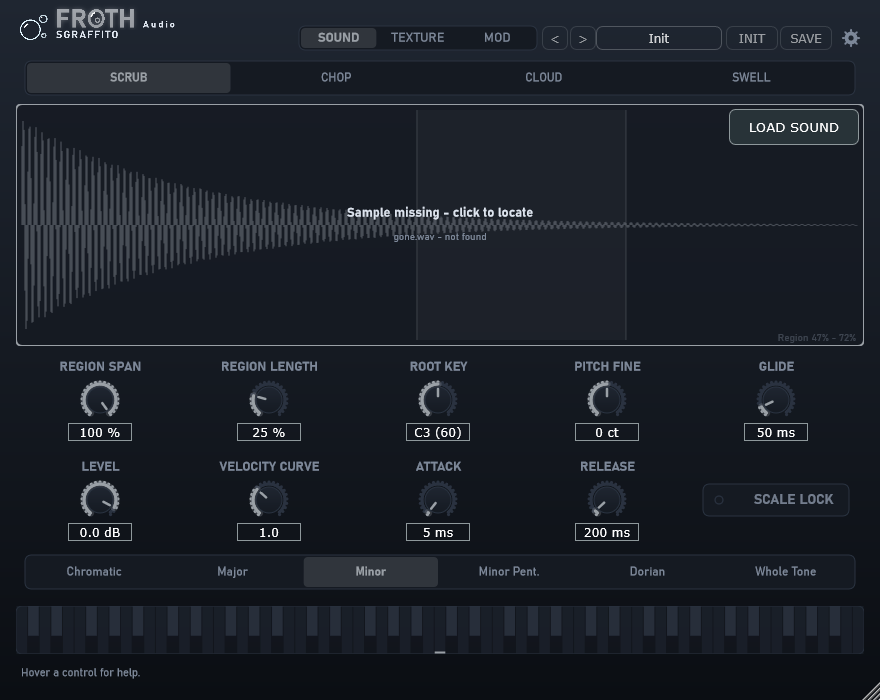 FROTH Audio
SGRAFFITO
SOUND TEXTURE MOD < > Init INIT SAVE
SCRUB CHOP CLOUD SWELL
LOAD SOUND
Sample missing - click to locate
gone.wav - not found
Region 47% - 72%
REGION SPAN REGION LENGTH ROOT KEY PITCH FINE GLIDE
100 % 25 % C3 (60) 0 ct 50 ms
LEVEL VELOCITY CURVE ATTACK RELEASE
SCALE LOCK
0.0 dB 1.0 5 ms 200 ms
Chromatic Major Minor Minor Pent. Dorian Whole Tone
Hover a control for help.